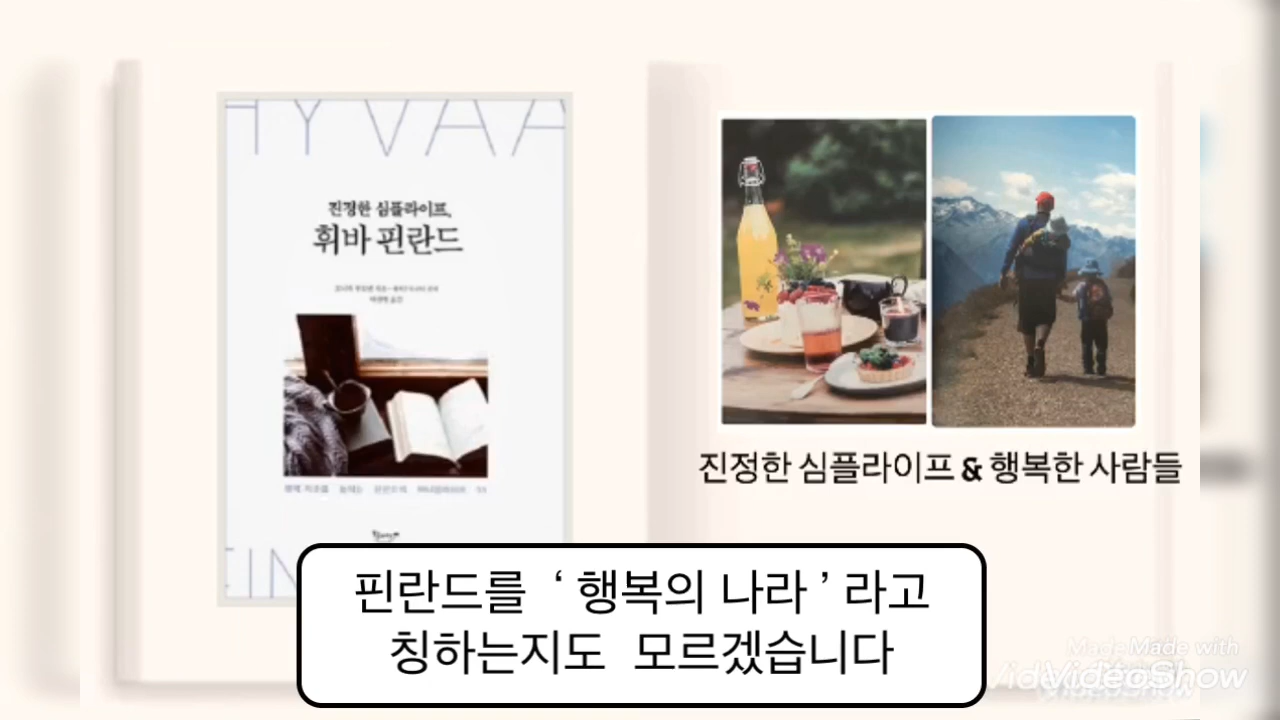 HYVAA
진정한 심플라이프,
휘바 핀란드
진정한 심플라이프 & 행복한 사람들
FIN
핀란드를 ‘ 행복의 나라 ’ 라고
칭하는지도 모르겠습니다
Made Made with
VideoShow